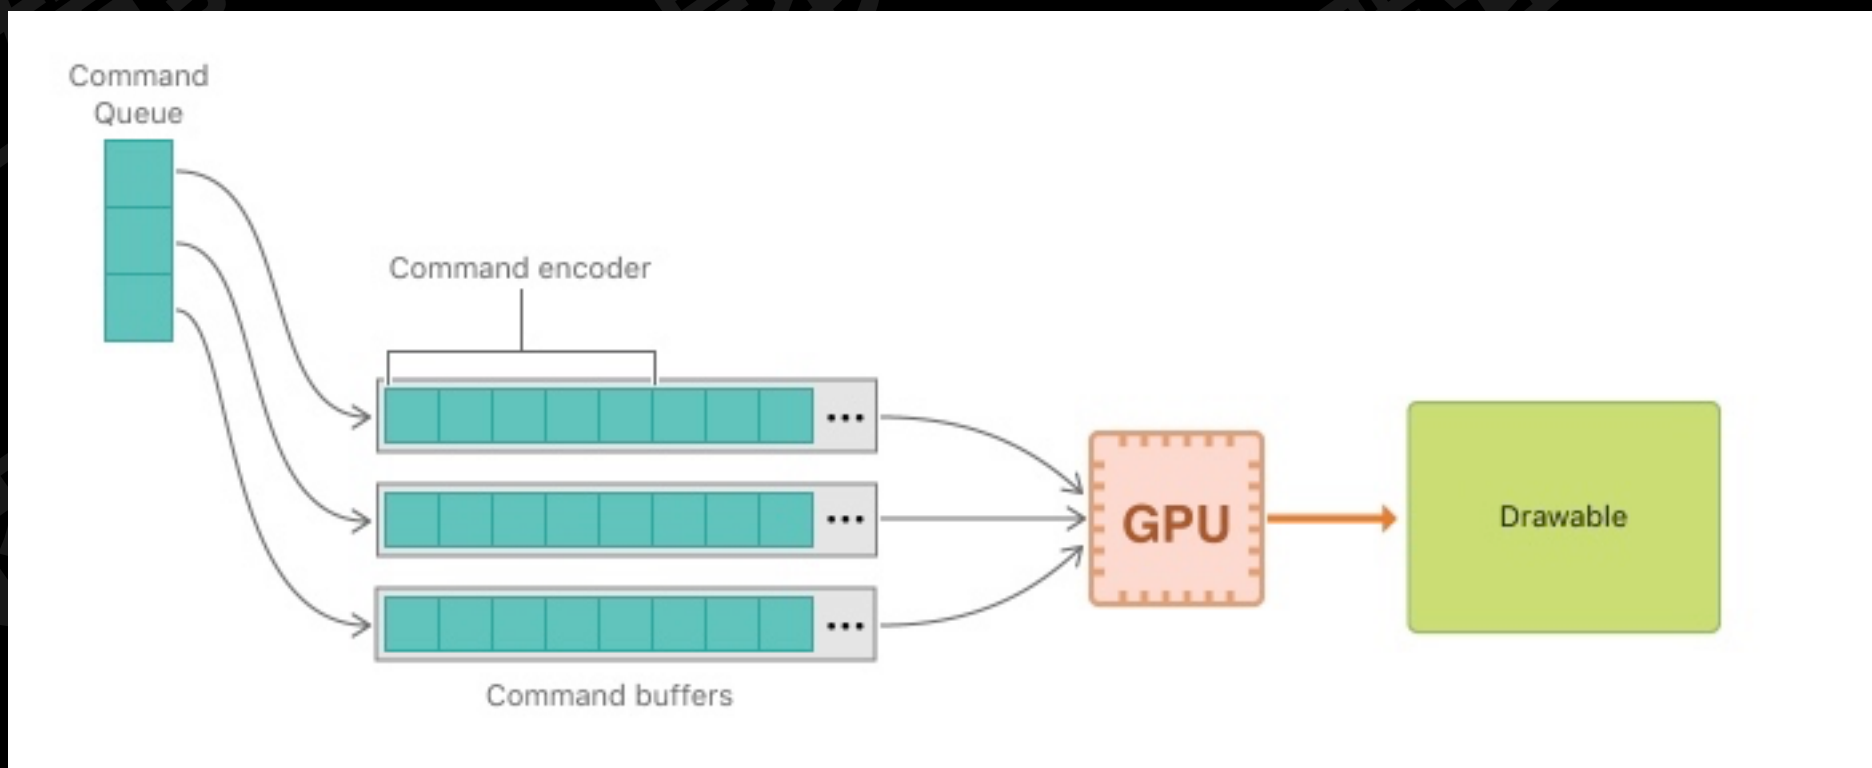 Command
Queue
Command encoder
...
...
...
Command buffers
GPU
Drawable